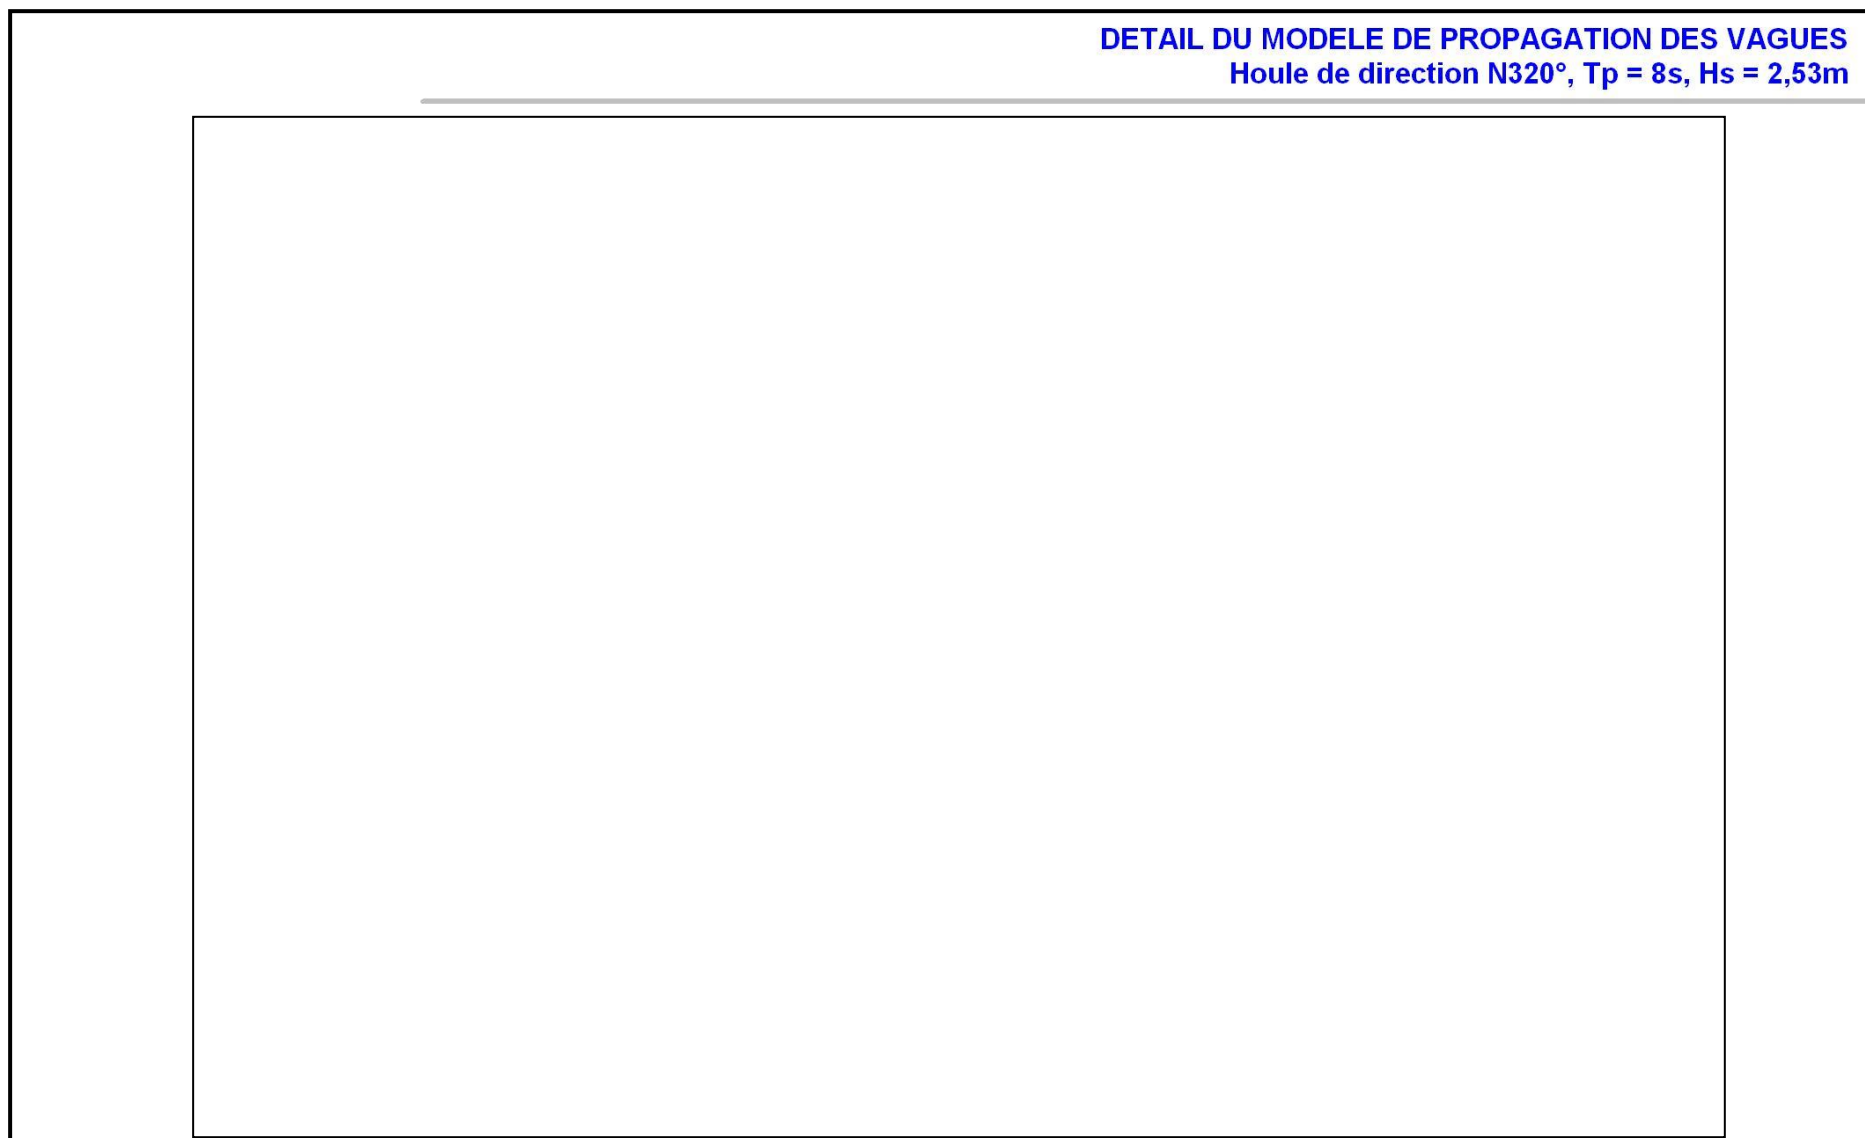 DETAIL DU MODELE DE PROPAGATION DES VAGUES
Houle de direction N320°, Tp = 8s, Hs = 2,53m